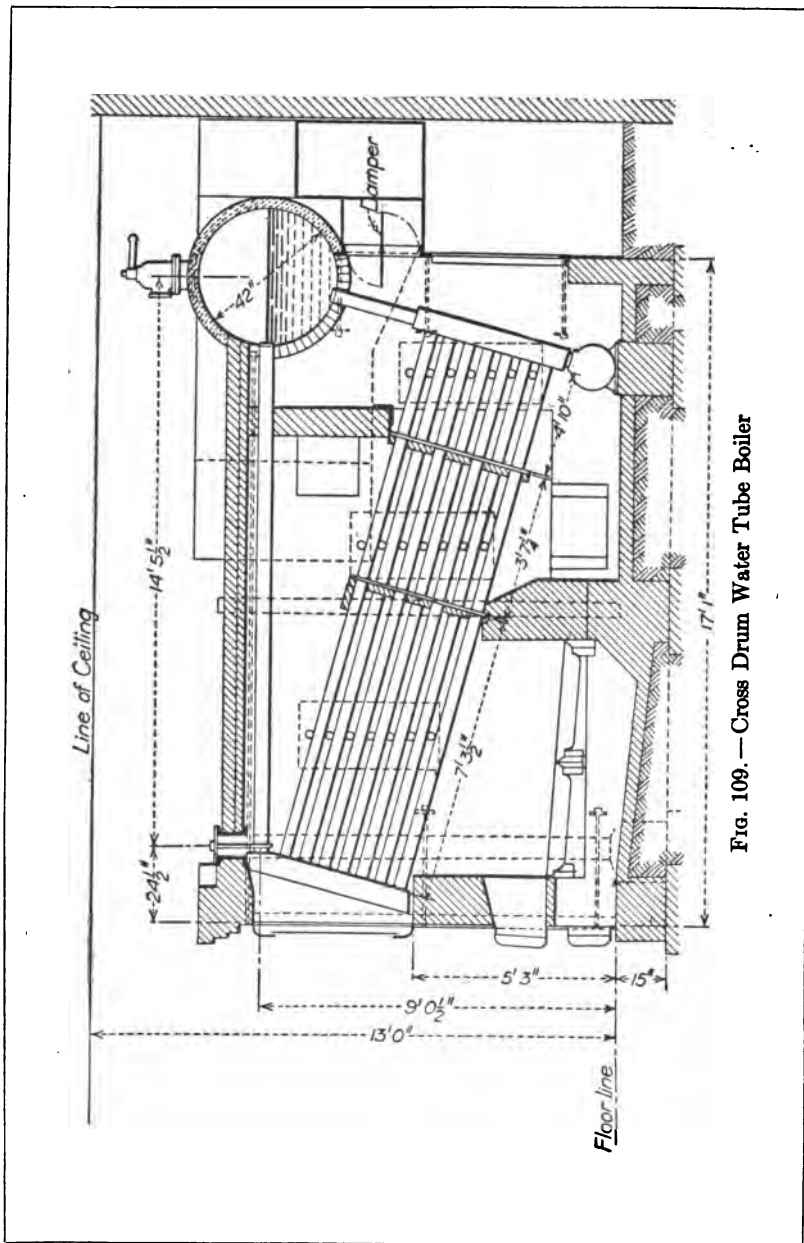 Line of Ceiling
24½"
14' 5½"
42"
Damper
13'0"
9'0½"
5'3"
15"
7' 3½"
3' 7¼"
4' 10"
Floor line
17' 1"
FIG. 109.—Cross Drum Water Tube Boiler